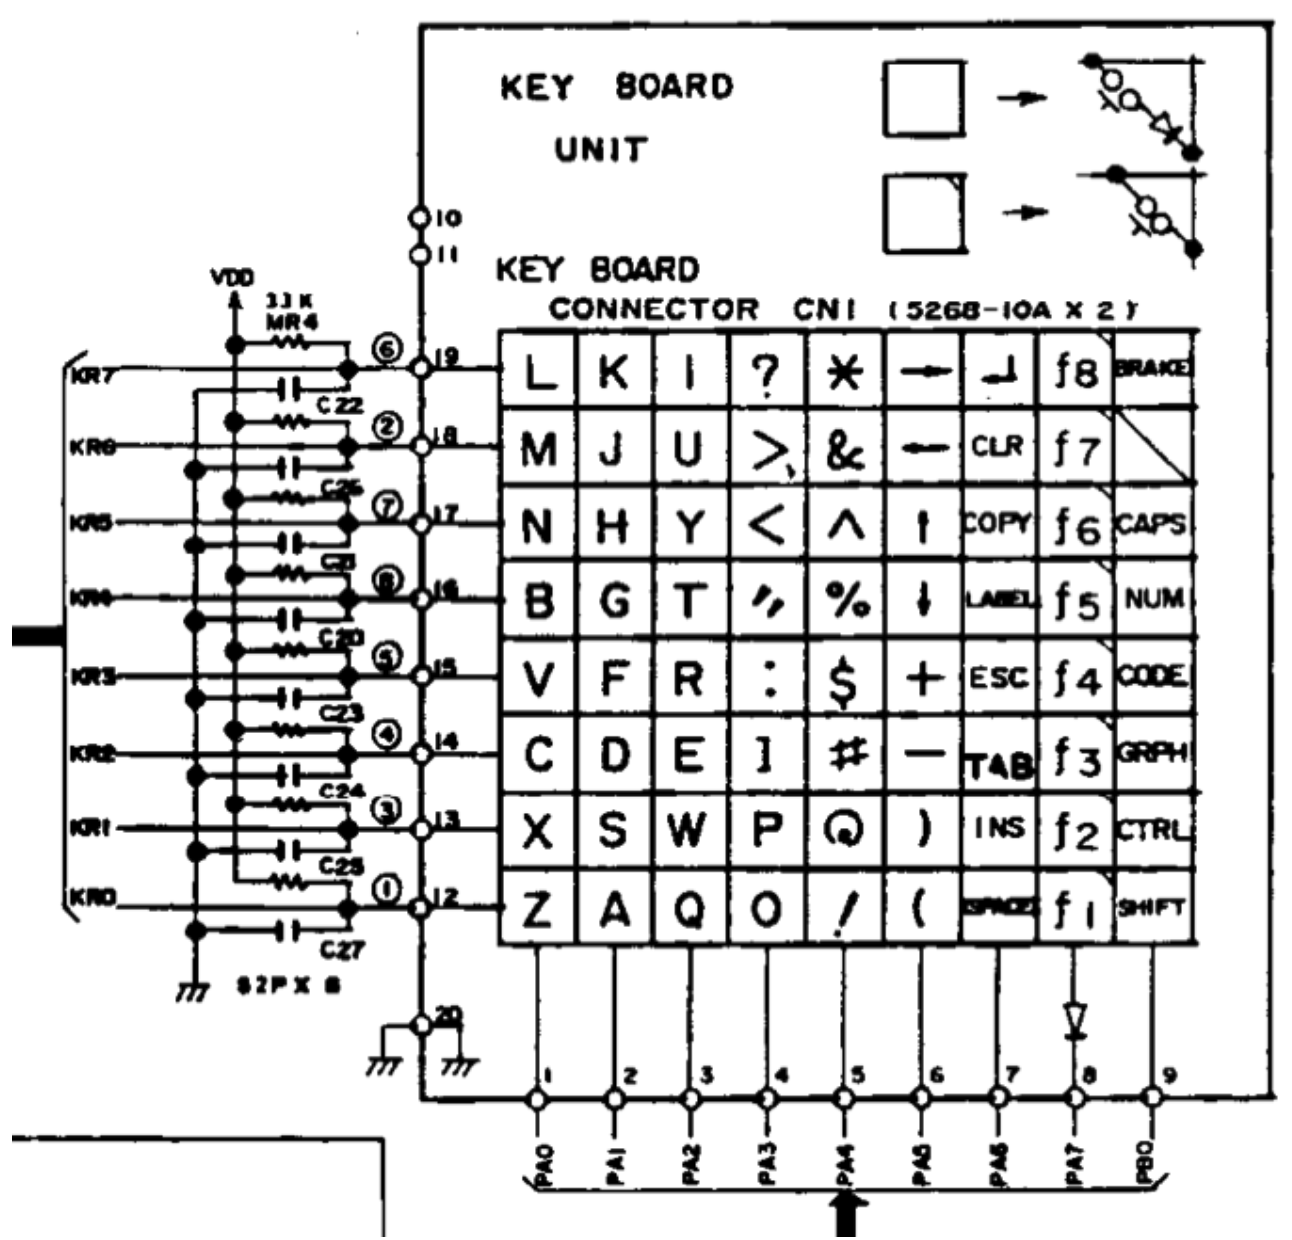 KEY BOARD
UNIT
10
11
KEY BOARD
CONNECTOR CN1 (5268-10A X 2)
VDD
33K
MR4
KR7 6 19 L K I ? * → ↵ f8 BRAKE
C22
KR6 2 18 M J U > & ← CLR f7
C26
KR5 7 17 N H Y < ^ ↑ COPY f6 CAPS
C21
KR4 8 16 B G T " % ↓ LABEL f5 NUM
C20
KR3 5 15 V F R : $ + ESC f4 CODE
C23
KR2 4 14 C D E ] # − TAB f3 GRPH
C24
KR1 3 13 X S W P @ ) INS f2 CTRL
C25
KR0 1 12 Z A Q O ! ( SPACE f1 SHIFT
C27
82P X 8
20
1 2 3 4 5 6 7 8 9
PA0 PA1 PA2 PA3 PA4 PA5 PA6 PA7 PB0